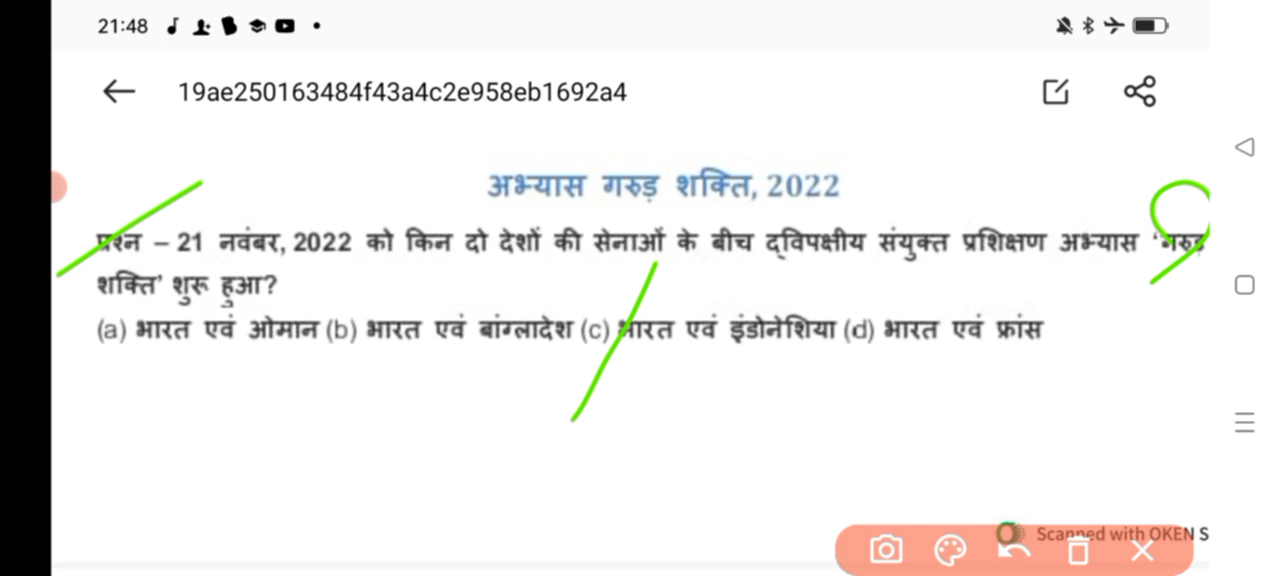 21:48
19ae250163484f43a4c2e958eb1692a4
अभ्यास गरुड़ शक्ति, 2022
प्रश्न – 21 नवंबर, 2022 को किन दो देशों की सेनाओं के बीच द्विपक्षीय संयुक्त प्रशिक्षण अभ्यास 'गरुड़
शक्ति' शुरू हुआ?
(a) भारत एवं ओमान (b) भारत एवं बांग्लादेश (c) भारत एवं इंडोनेशिया (d) भारत एवं फ्रांस
Scanned with OKEN S